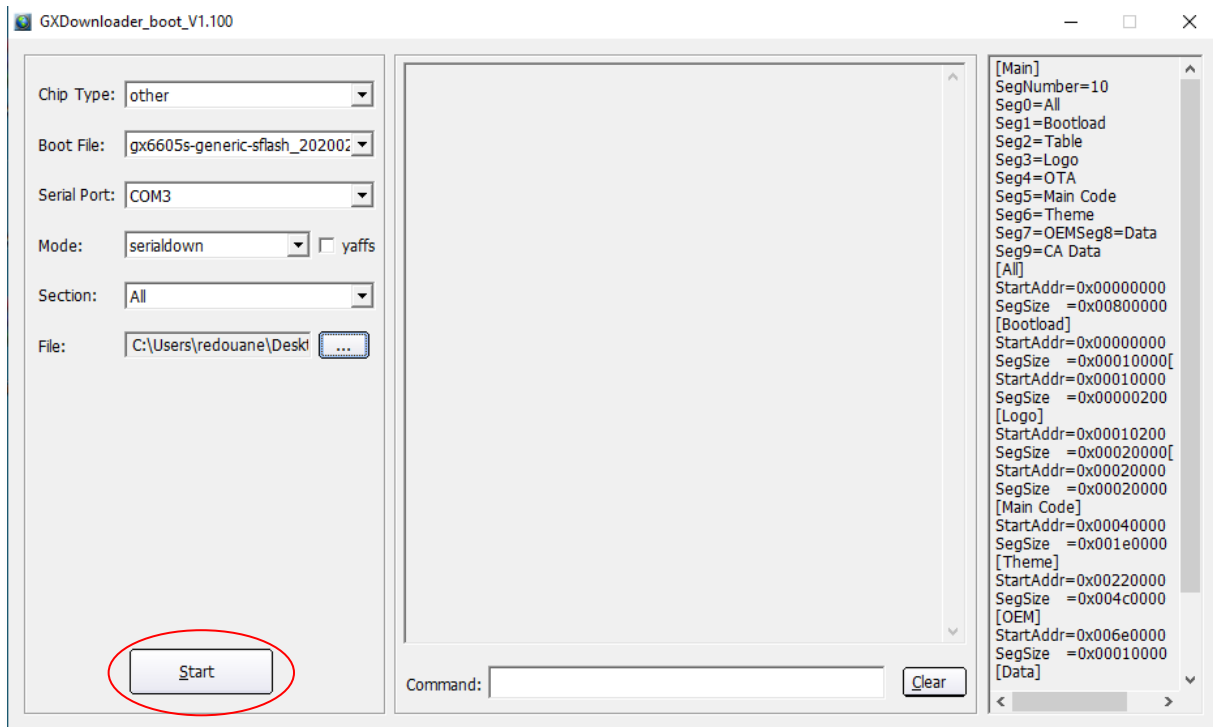 GXDownloader_boot_V1.100
Chip Type: other
Boot File: gx6605s-generic-sflash_202002
Serial Port: COM3
Mode: serialdown yaffs
Section: All
File: C:\Users\redouane\Deskt ...
Start
Command:
Clear
[Main]
SegNumber=10
Seg0=All
Seg1=Bootload
Seg2=Table
Seg3=Logo
Seg4=OTA
Seg5=Main Code
Seg6=Theme
Seg7=OEMSeg8=Data
Seg9=CA Data
[All]
StartAddr=0x00000000
SegSize =0x00800000
[Bootload]
StartAddr=0x00000000
SegSize =0x00010000[
StartAddr=0x00010000
SegSize =0x00000200
[Logo]
StartAddr=0x00010200
SegSize =0x00020000[
StartAddr=0x00020000
SegSize =0x00020000
[Main Code]
StartAddr=0x00040000
SegSize =0x001e0000
[Theme]
StartAddr=0x00220000
SegSize =0x004c0000
[OEM]
StartAddr=0x006e0000
SegSize =0x00010000
[Data]